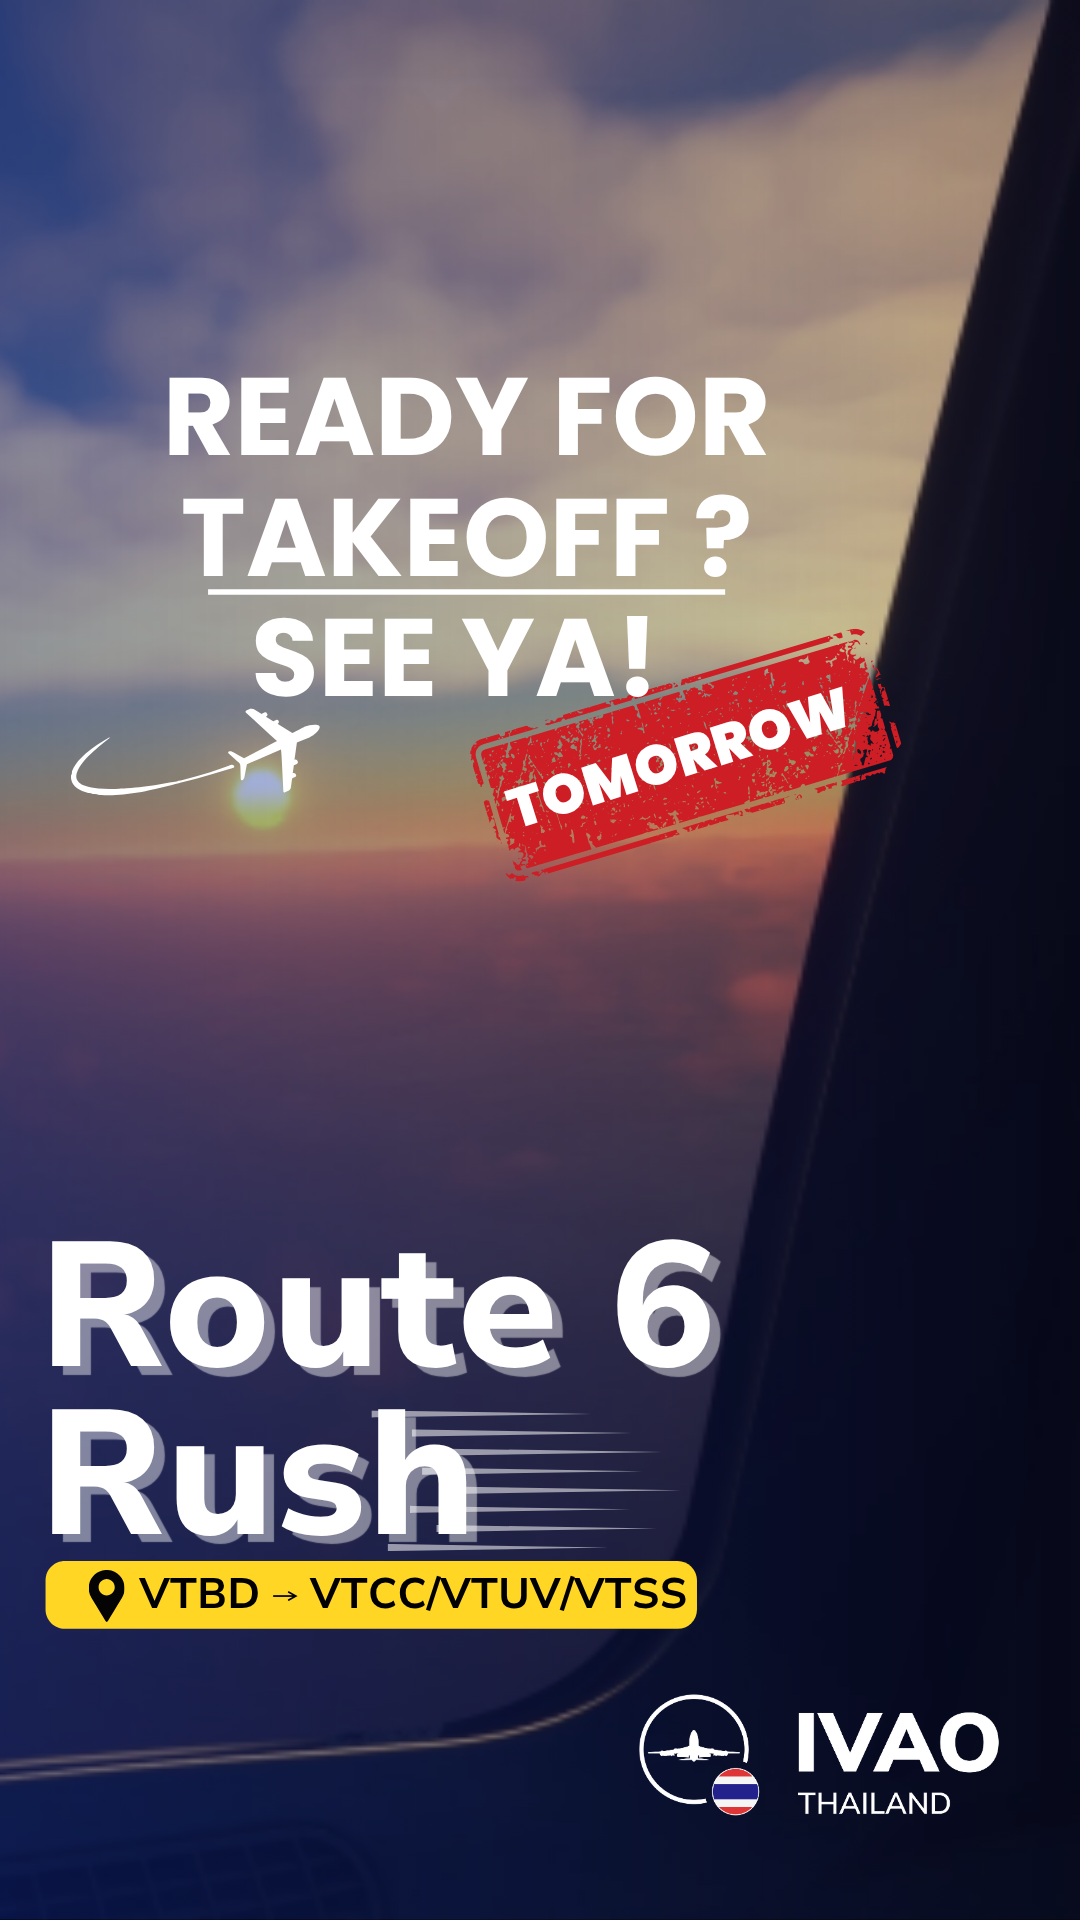 READY FOR
TAKEOFF ?
SEE YA!
TOMORROW
Route 6
Rush
VTBD → VTCC/VTUV/VTSS
IVAO
THAILAND